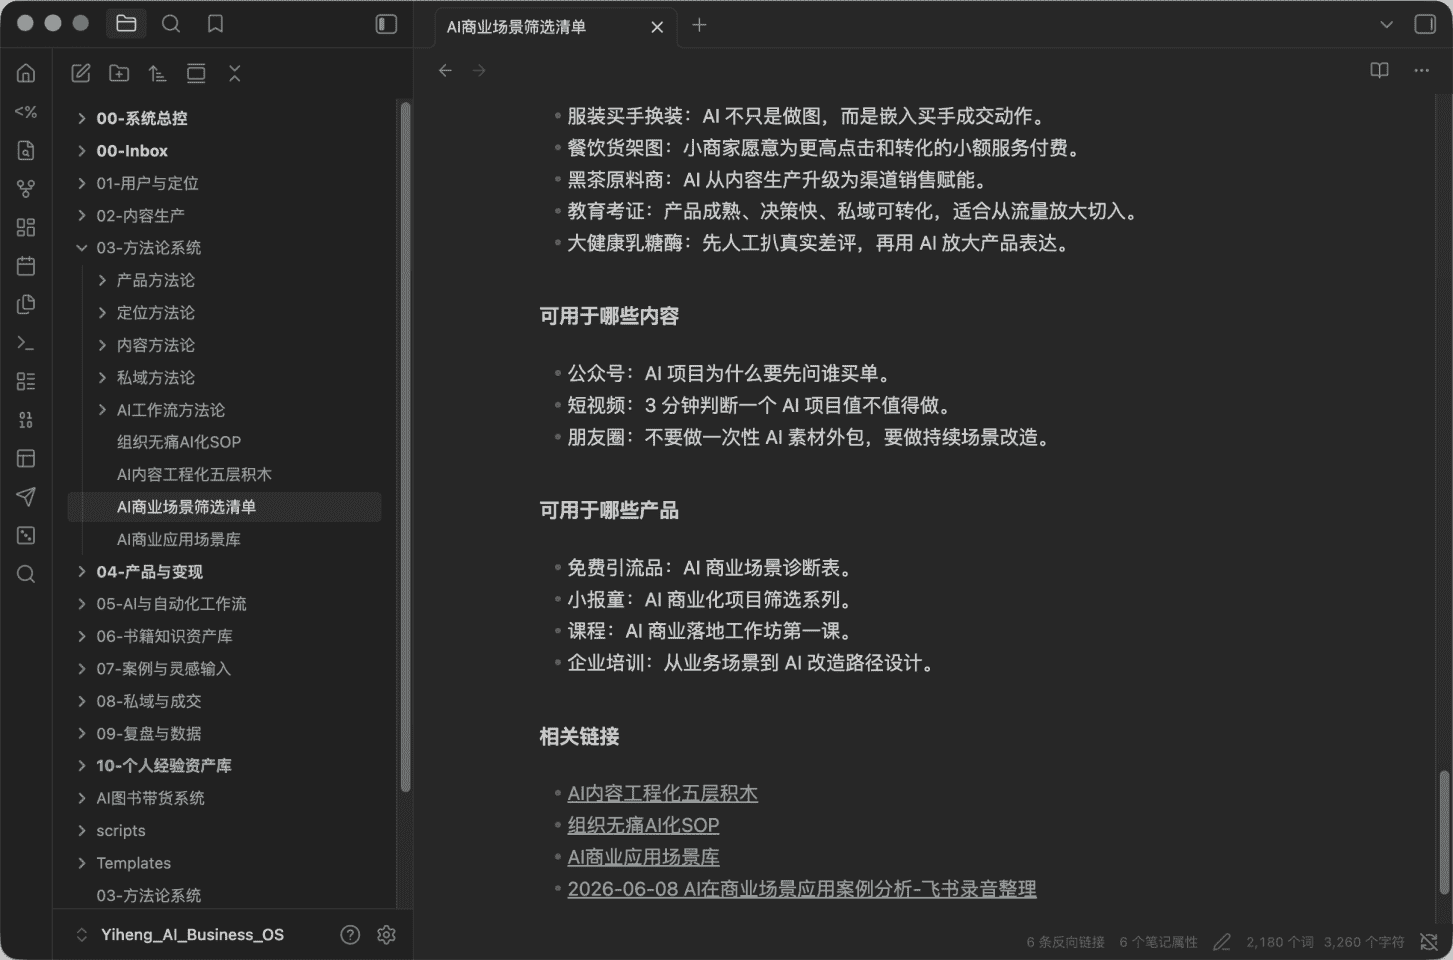 AI商业场景筛选清单
00-系统总控
00-Inbox
01-用户与定位
02-内容生产
03-方法论系统
产品方法论
定位方法论
内容方法论
私域方法论
AI工作流方法论
组织无痛AI化SOP
AI内容工程化五层积木
AI商业场景筛选清单
AI商业应用场景库
04-产品与变现
05-AI与自动化工作流
06-书籍知识资产库
07-案例与灵感输入
08-私域与成交
09-复盘与数据
10-个人经验资产库
AI图书带货系统
scripts
Templates
03-方法论系统
Yiheng_AI_Business_OS
服装买手换装：AI 不只是做图，而是嵌入买手成交动作。
餐饮货架图：小商家愿意为更高点击和转化的小额服务付费。
黑茶原料商：AI 从内容生产升级为渠道销售赋能。
教育考证：产品成熟、决策快、私域可转化，适合从流量放大切入。
大健康乳糖酶：先人工扒真实差评，再用 AI 放大产品表达。
可用于哪些内容
公众号：AI 项目为什么要先问谁买单。
短视频：3 分钟判断一个 AI 项目值不值得做。
朋友圈：不要做一次性 AI 素材外包，要做持续场景改造。
可用于哪些产品
免费引流品：AI 商业场景诊断表。
小报童：AI 商业化项目筛选系列。
课程：AI 商业落地工作坊第一课。
企业培训：从业务场景到 AI 改造路径设计。
相关链接
AI内容工程化五层积木
组织无痛AI化SOP
AI商业应用场景库
2026-06-08 AI在商业场景应用案例分析-飞书录音整理
6 条反向链接 6 个笔记属性 2,180 个词 3,260 个字符